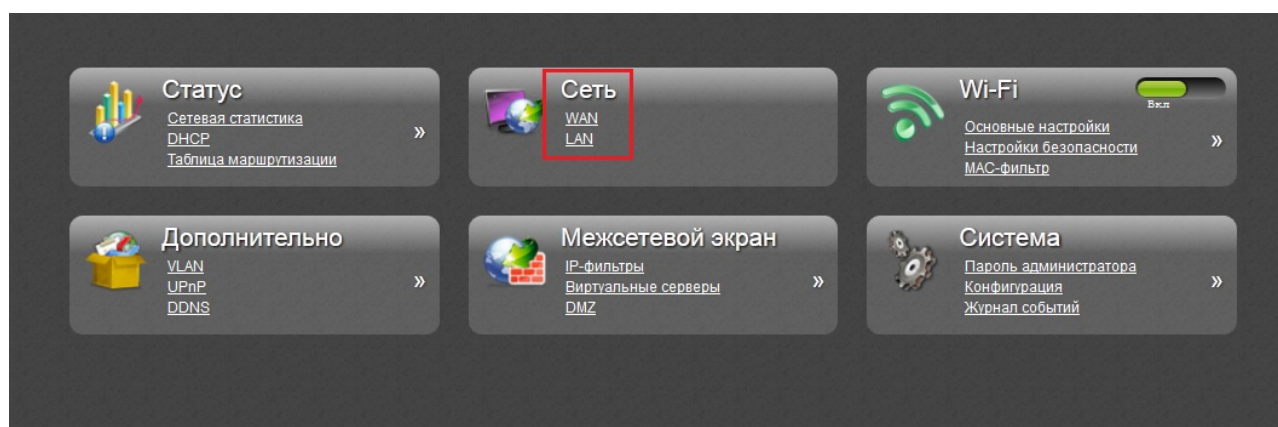 Статус
Сетевая статистика
DHCP
Таблица маршрутизации
»
Сеть
WAN
LAN
Wi-Fi
Вкл
Основные настройки
Настройки безопасности
MAC-фильтр
»
Дополнительно
VLAN
UPnP
DDNS
»
Межсетевой экран
IP-фильтры
Виртуальные серверы
DMZ
»
Система
Пароль администратора
Конфигурация
Журнал событий
»